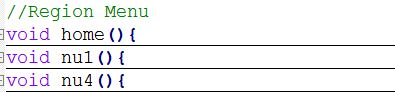 //Region Menu
void home(){
void nu1(){
void nu4(){